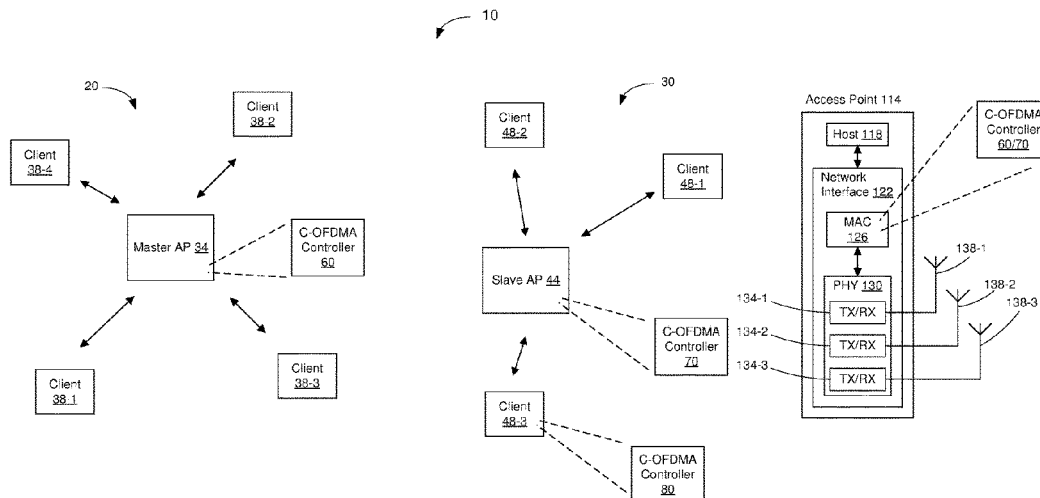 10
20
Client
38-2
Client
38-4
Master AP 34
C-OFDMA
Controller
60
Client
38-1
Client
38-3
30
Client
48-2
Client
48-1
Slave AP 44
C-OFDMA
Controller
70
Client
48-3
C-OFDMA
Controller
80
Access Point 114
Host 118
C-OFDMA
Controller
60/70
Network
Interface 122
MAC
126
138-1
PHY 130
138-2
134-1
TX/RX
138-3
134-2
TX/RX
134-3
TX/RX